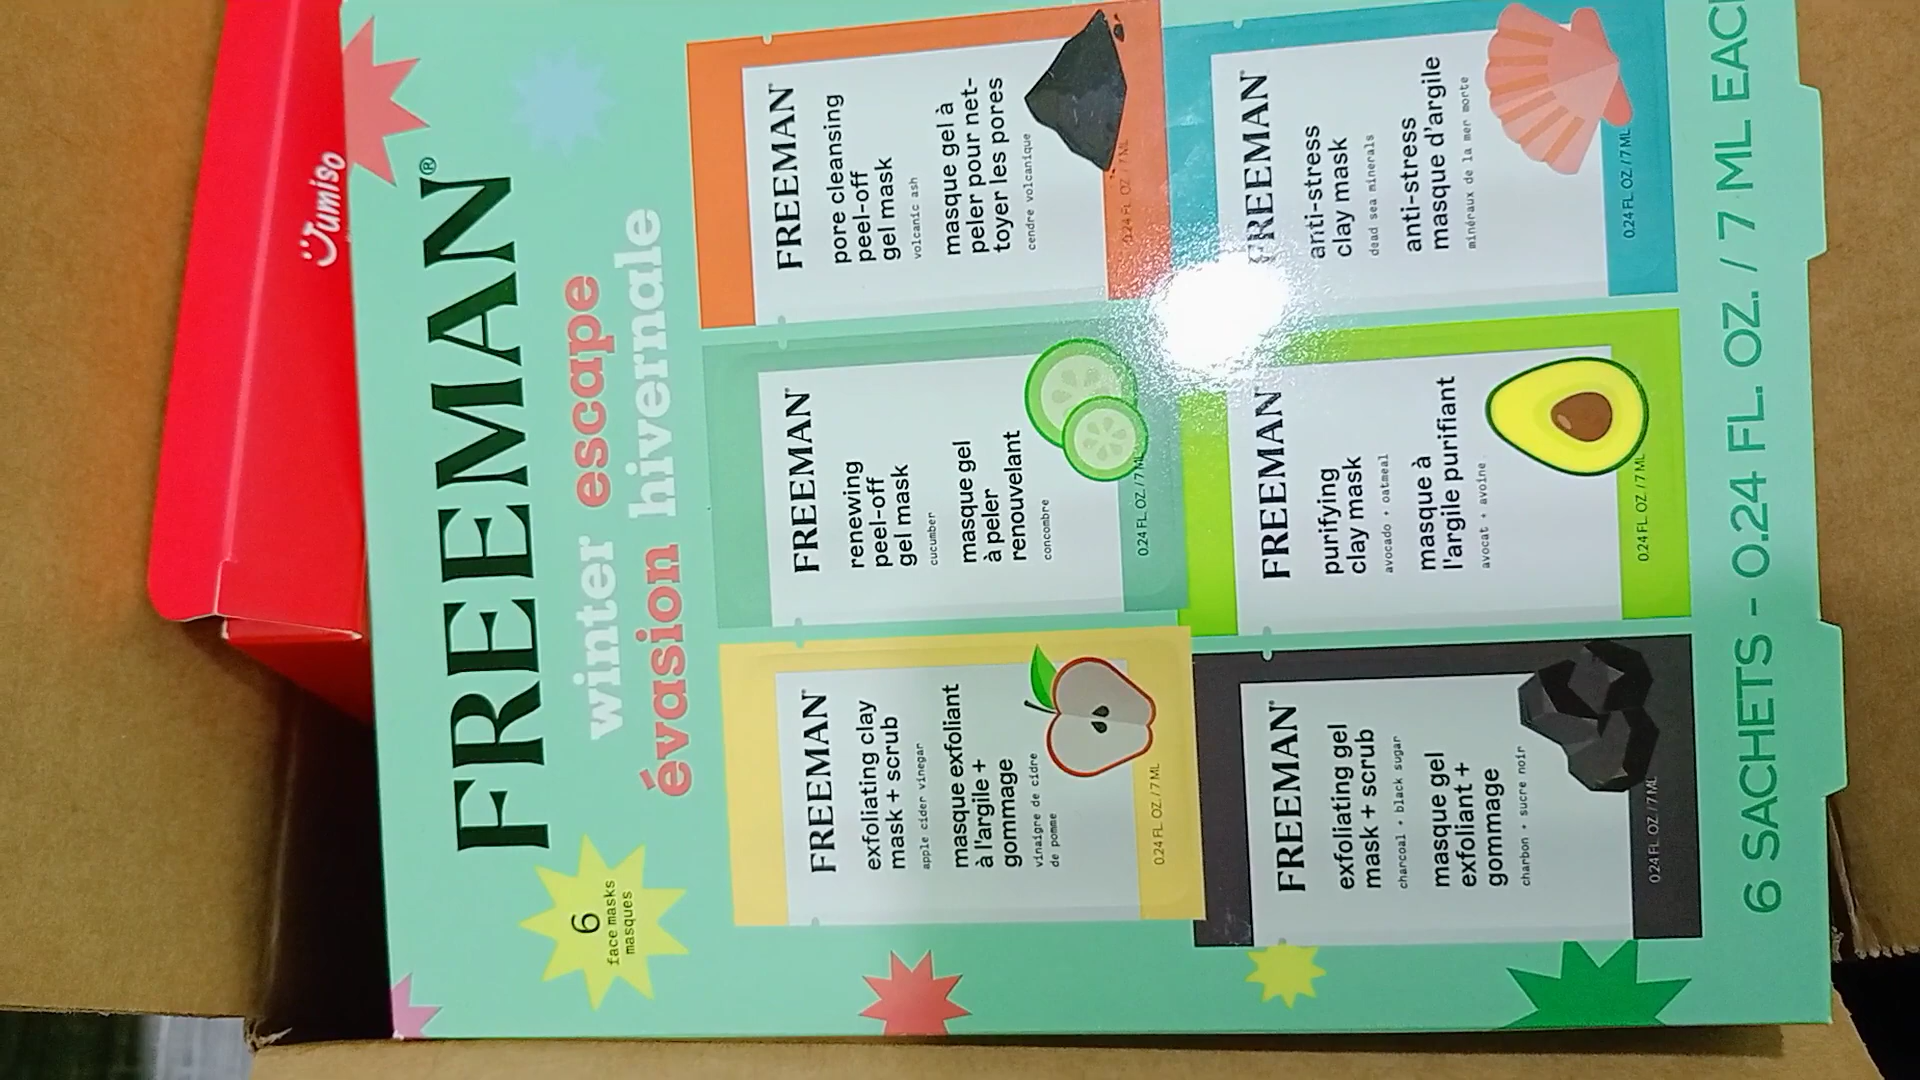 Jumiso
FREEMAN®
winter escape
évasion hivernale
6
face masks
masques
FREEMAN
exfoliating clay
mask + scrub
apple cider vinegar
masque exfoliant
à l'argile +
gommage
vinaigre de cidre
de pomme
0.24 FL. OZ. / 7 ML
FREEMAN
renewing
peel-off
gel mask
cucumber
masque gel
à peler
renouvelant
concombre
0.24 FL. OZ. / 7 ML
FREEMAN
pore cleansing
peel-off
gel mask
volcanic ash
masque gel à
peler pour net-
toyer les pores
cendre volcanique
0.24 FL. OZ. / 7 ML
FREEMAN
exfoliating gel
mask + scrub
charcoal + black sugar
masque gel
exfoliant +
gommage
charbon + sucre noir
0.24 FL. OZ. / 7 ML
FREEMAN
purifying
clay mask
avocado + oatmeal
masque à
l'argile purifiant
avocat + avoine
0.24 FL. OZ. / 7 ML
FREEMAN
anti-stress
clay mask
dead sea minerals
anti-stress
masque d'argile
minéraux de la mer morte
0.24 FL. OZ. / 7 ML
6 SACHETS - 0.24 FL. OZ. / 7 ML EACH